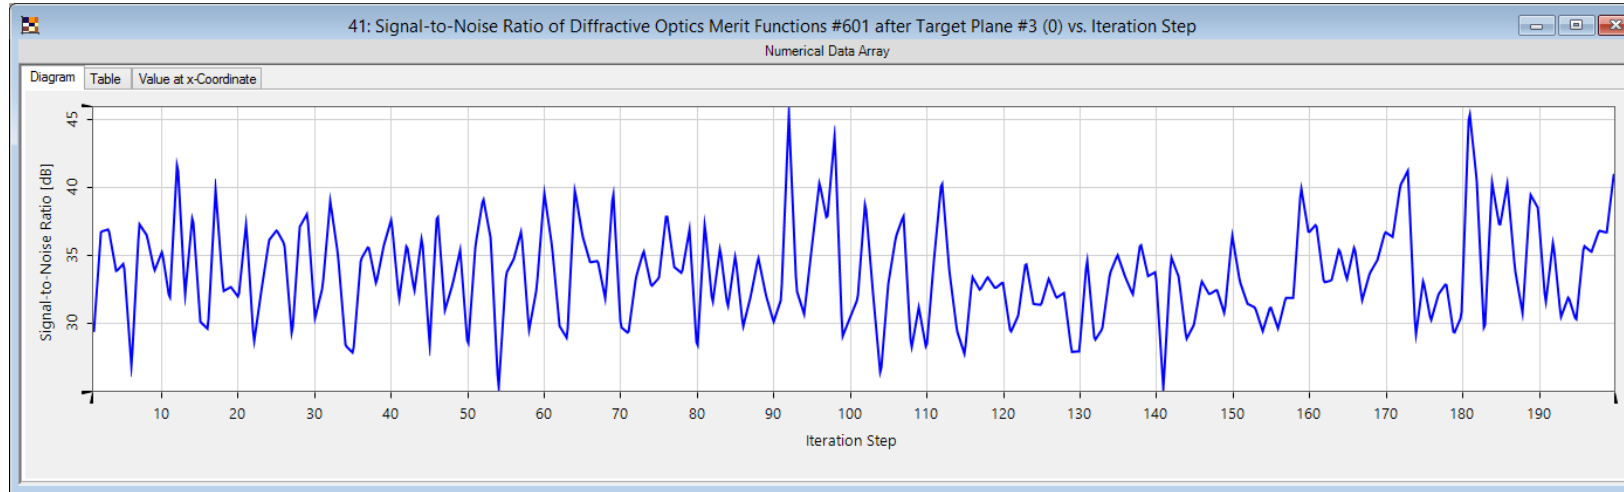 41: Signal-to-Noise Ratio of Diffractive Optics Merit Functions #601 after Target Plane #3 (0) vs. Iteration Step
Numerical Data Array
Diagram Table Value at x-Coordinate
Signal-to-Noise Ratio [dB]
45
40
35
30
10 20 30 40 50 60 70 80 90 100 110 120 130 140 150 160 170 180 190
Iteration Step